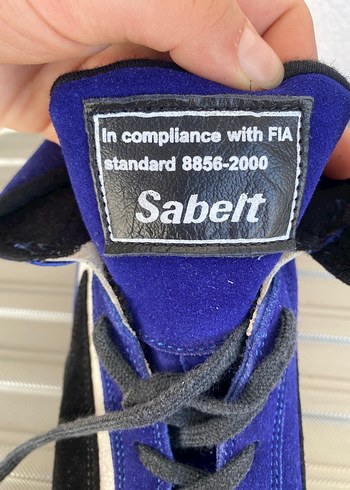 In compliance with FIA
standard 8856-2000
Sabelt